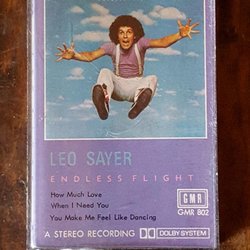 LEO SAYER
ENDLESS FLIGHT
How Much Love
When I Need You
You Make Me Feel Like Dancing
GMR
GMR 802
A STEREO RECORDING DOLBY SYSTEM